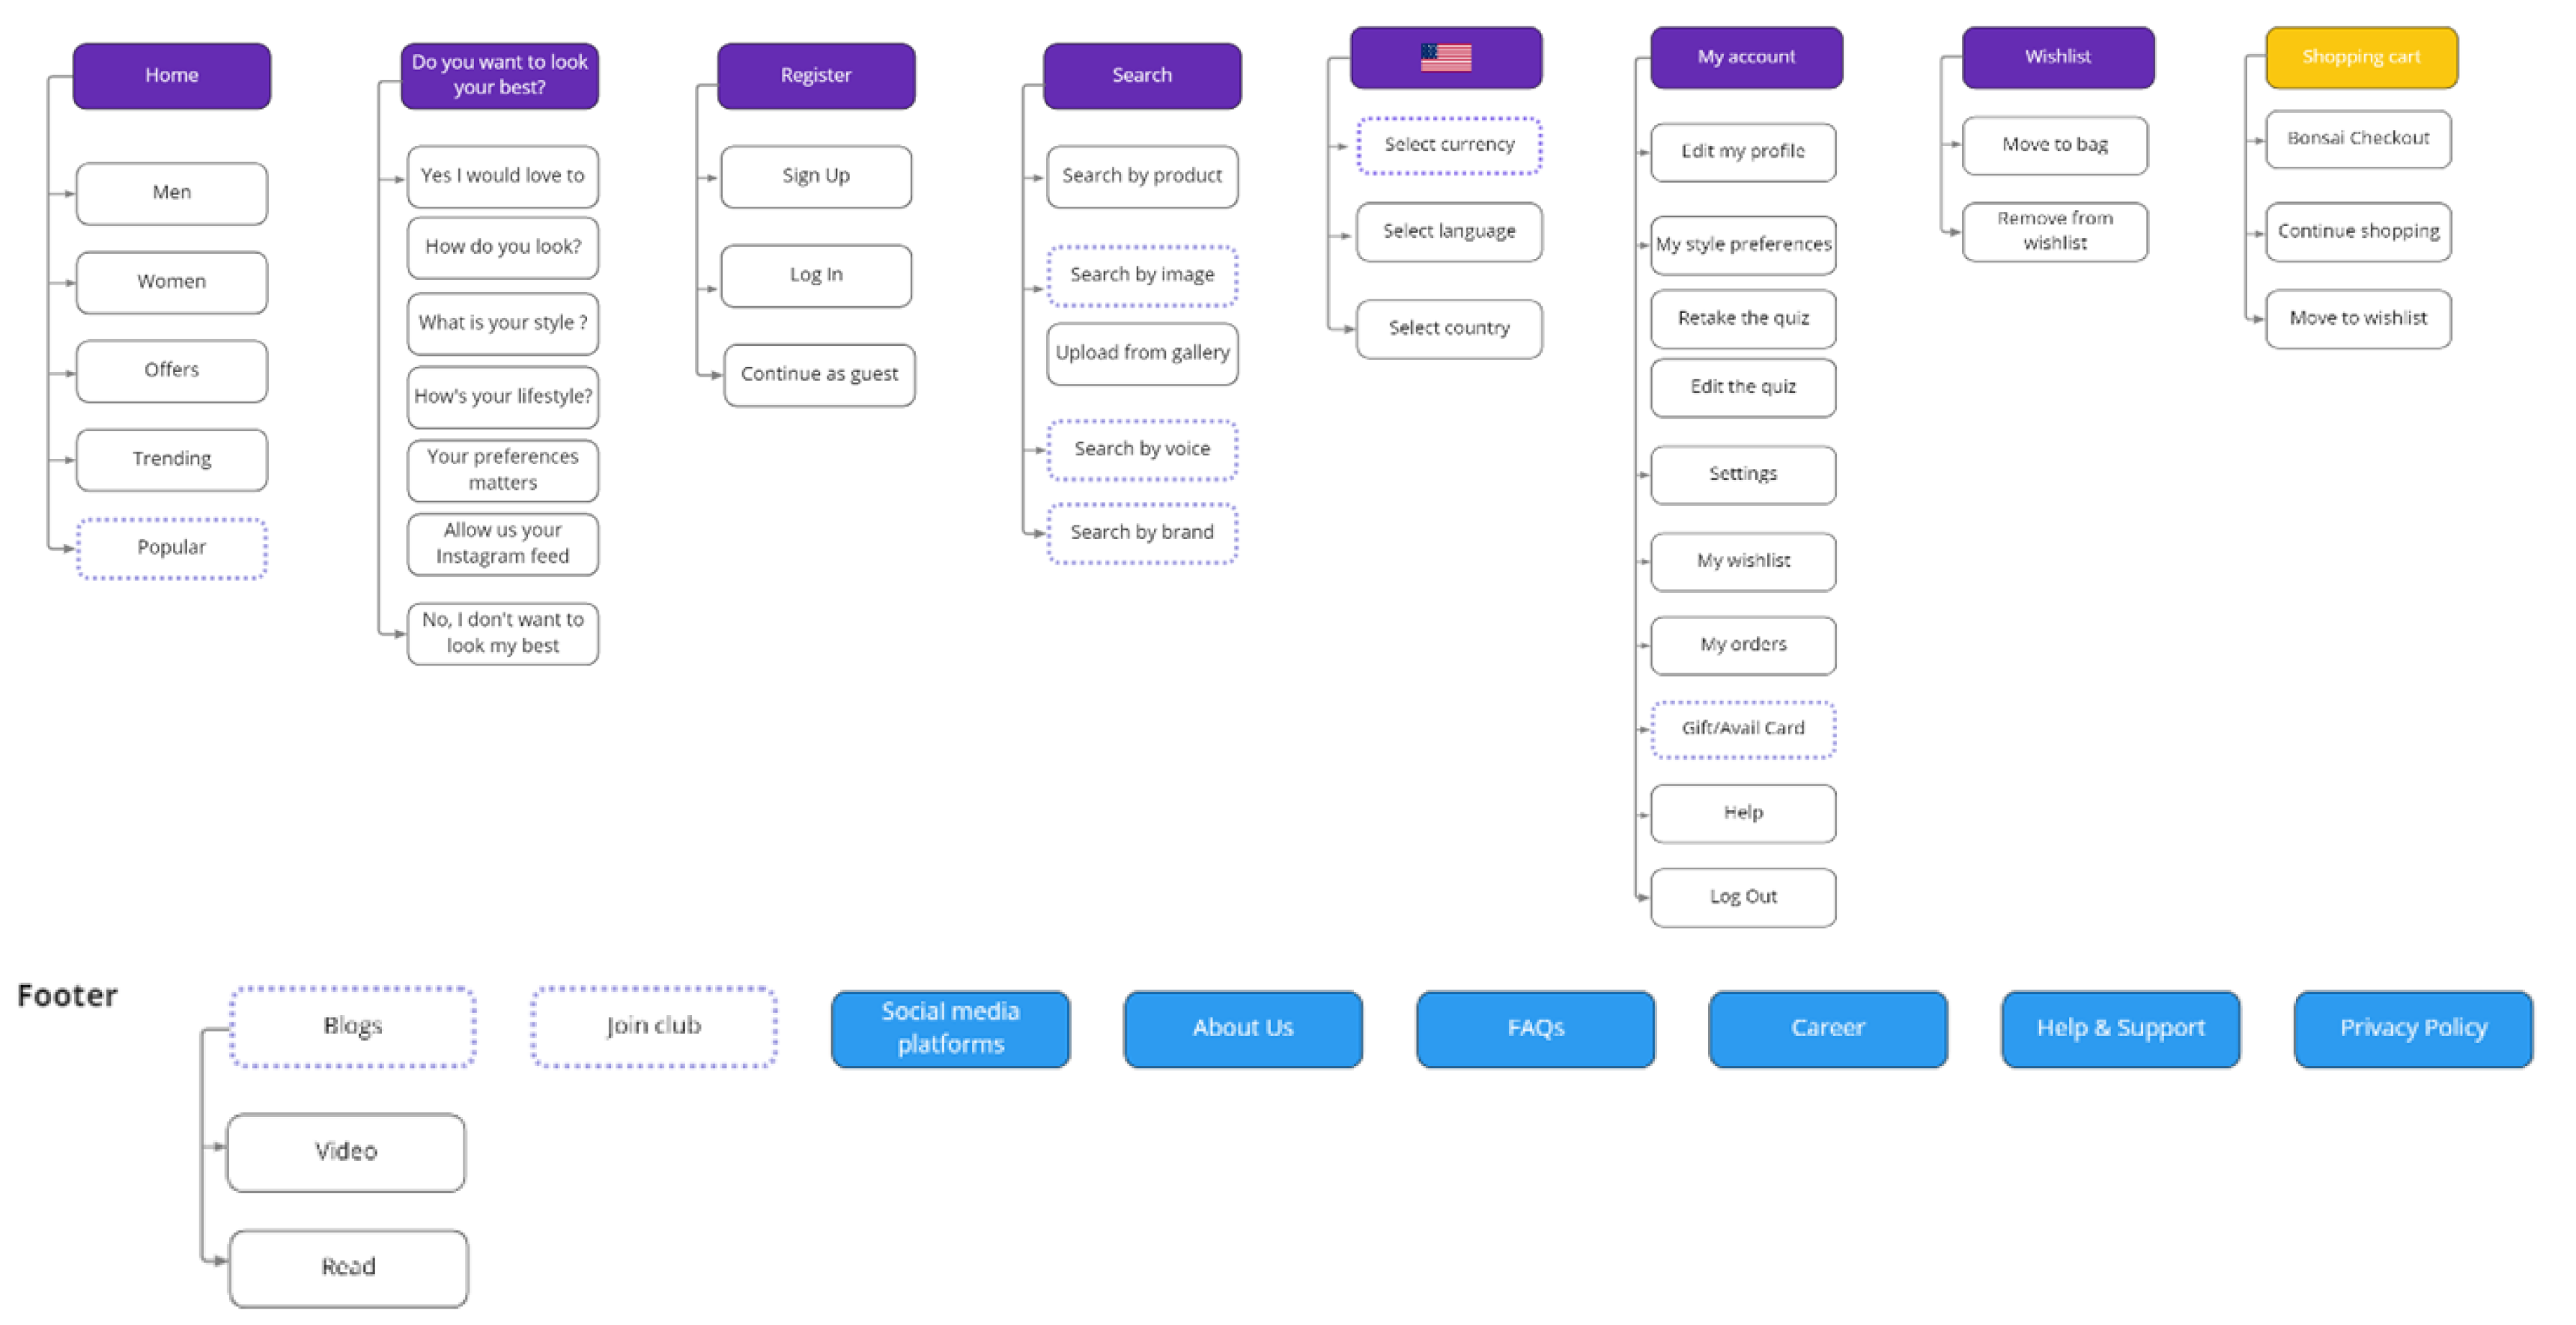 Home
Men
Women
Offers
Trending
Popular
Do you want to look
your best?
Yes I would love to
How do you look?
What is your style ?
How's your lifestyle?
Your preferences
matters
Allow us your
Instagram feed
No, I don't want to
look my best
Register
Sign Up
Log In
Continue as guest
Search
Search by product
Search by image
Upload from gallery
Search by voice
Search by brand
Select currency
Select language
Select country
My account
Edit my profile
My style preferences
Retake the quiz
Edit the quiz
Settings
My wishlist
My orders
Gift/Avail Card
Help
Log Out
Wishlist
Move to bag
Remove from
wishlist
Shopping cart
Bonsai Checkout
Continue shopping
Move to wishlist
Footer
Blogs
Video
Read
Join club
Social media
platforms
About Us
FAQs
Career
Help & Support
Privacy Policy